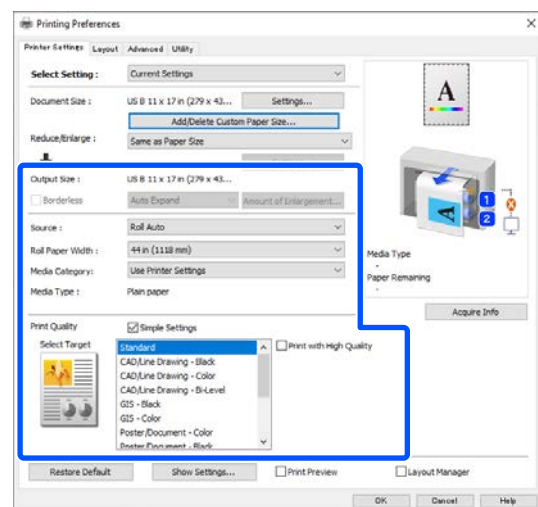 Printing Preferences
Printer Settings Layout Advanced Utility
Select Setting : Current Settings
Document Size : US B 11 x 17 in (279 x 43... Settings...
Add/Delete Custom Paper Size...
Reduce/Enlarge : Same as Paper Size
Output Size : US B 11 x 17 in (279 x 43...
Borderless Auto Expand Amount of Enlargement...
Source : Roll Auto
Roll Paper Width : 44 in (1118 mm)
Media Category: Use Printer Settings
Media Type : Plain paper
Print Quality Simple Settings
Select Target
Standard
CAD/Line Drawing - Black
CAD/Line Drawing - Color
CAD/Line Drawing - Bi-Level
GIS - Black
GIS - Color
Poster/Document - Color
Poster/Document - Black
Print with High Quality
A
A
1
2
Media Type
-
Paper Remaining
-
Acquire Info
Restore Default Show Settings... Print Preview Layout Manager
OK Cancel Help